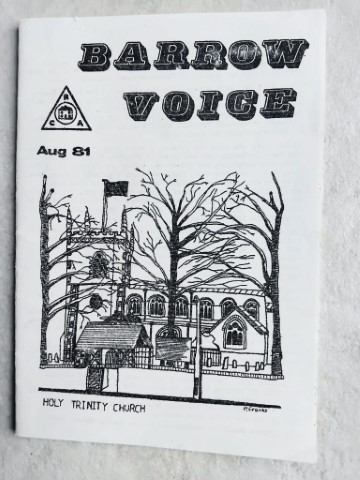 BARROW
VOICE
B
C A
Aug 81
HOLY TRINITY CHURCH